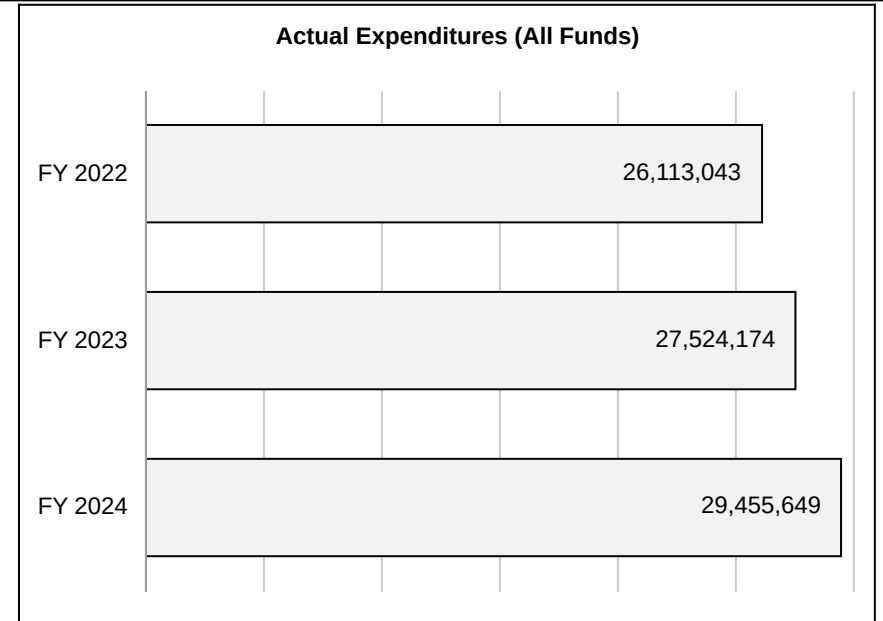 Actual Expenditures (All Funds)
FY 2022
26,113,043
FY 2023
27,524,174
FY 2024
29,455,649